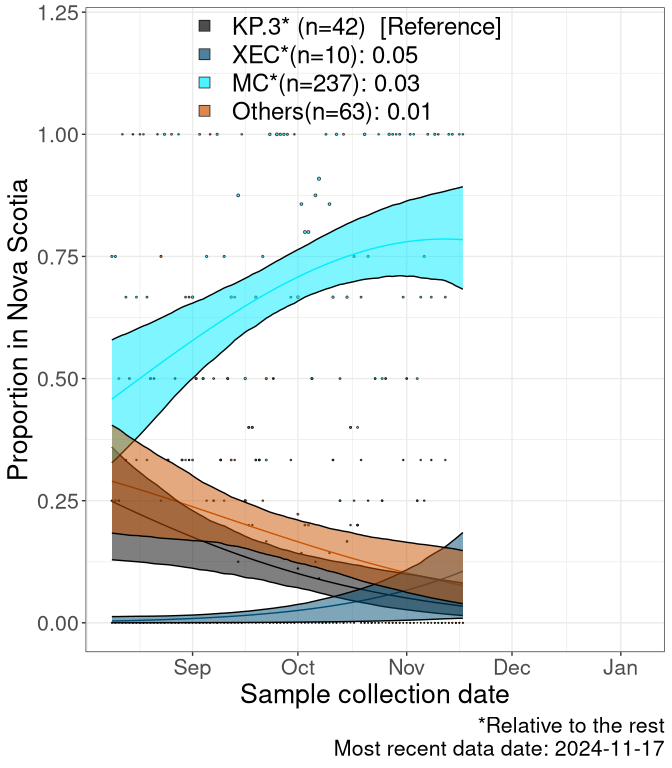 KP.3* (n=42)  [Reference]
XEC*(n=10): 0.05
MC*(n=237): 0.03
Others(n=63): 0.01
Proportion in Nova Scotia
1.25
1.00
0.75
0.50
0.25
0.00
Sep Oct Nov Dec Jan
Sample collection date
*Relative to the rest
Most recent data date: 2024-11-17